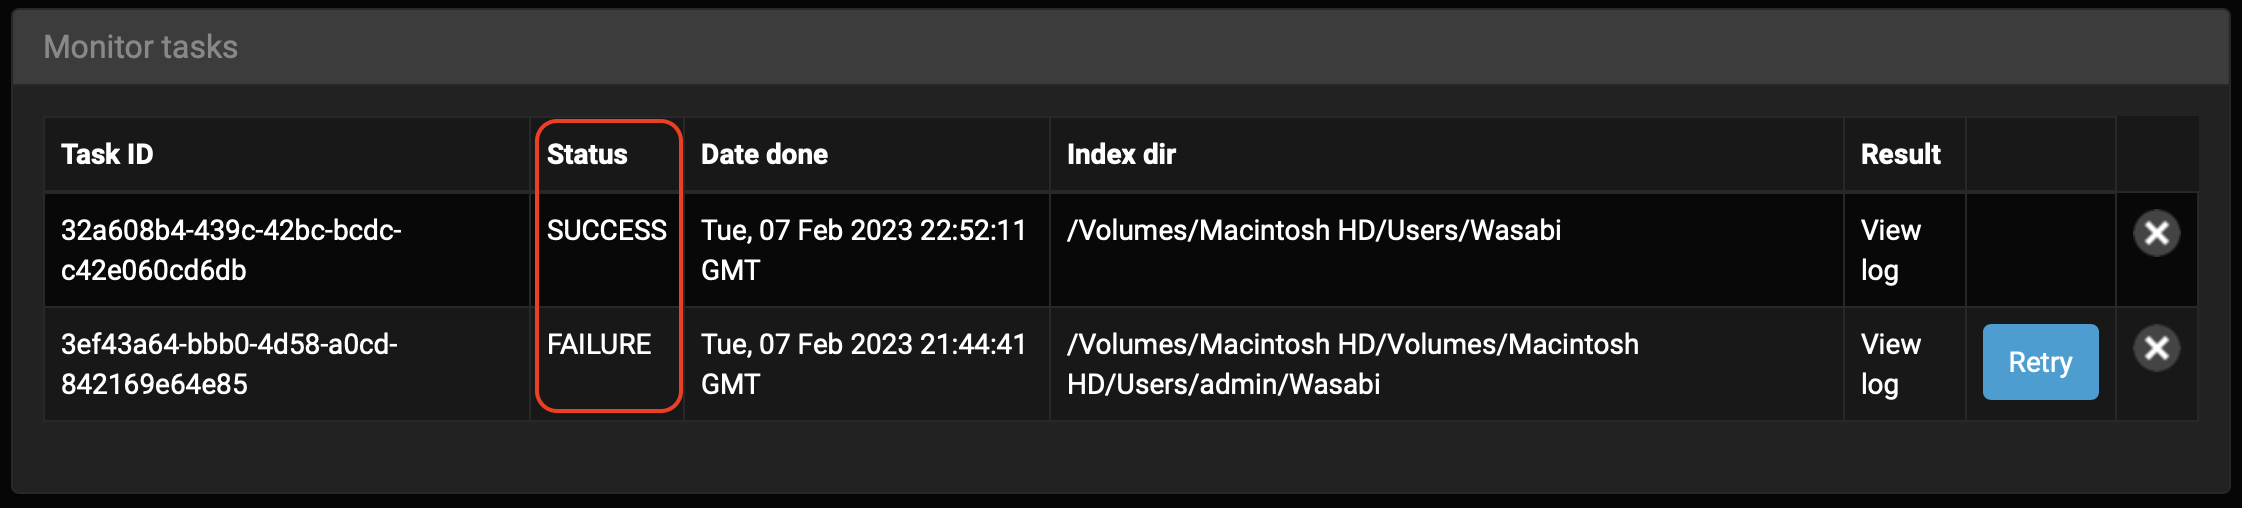 Monitor tasks
Task ID Status Date done Index dir Result
32a608b4-439c-42bc-bcdc- SUCCESS Tue, 07 Feb 2023 22:52:11 /Volumes/Macintosh HD/Users/Wasabi View
c42e060cd6db GMT log
3ef43a64-bbb0-4d58-a0cd- FAILURE Tue, 07 Feb 2023 21:44:41 /Volumes/Macintosh HD/Volumes/Macintosh View
Retry
842169e64e85 GMT HD/Users/admin/Wasabi log